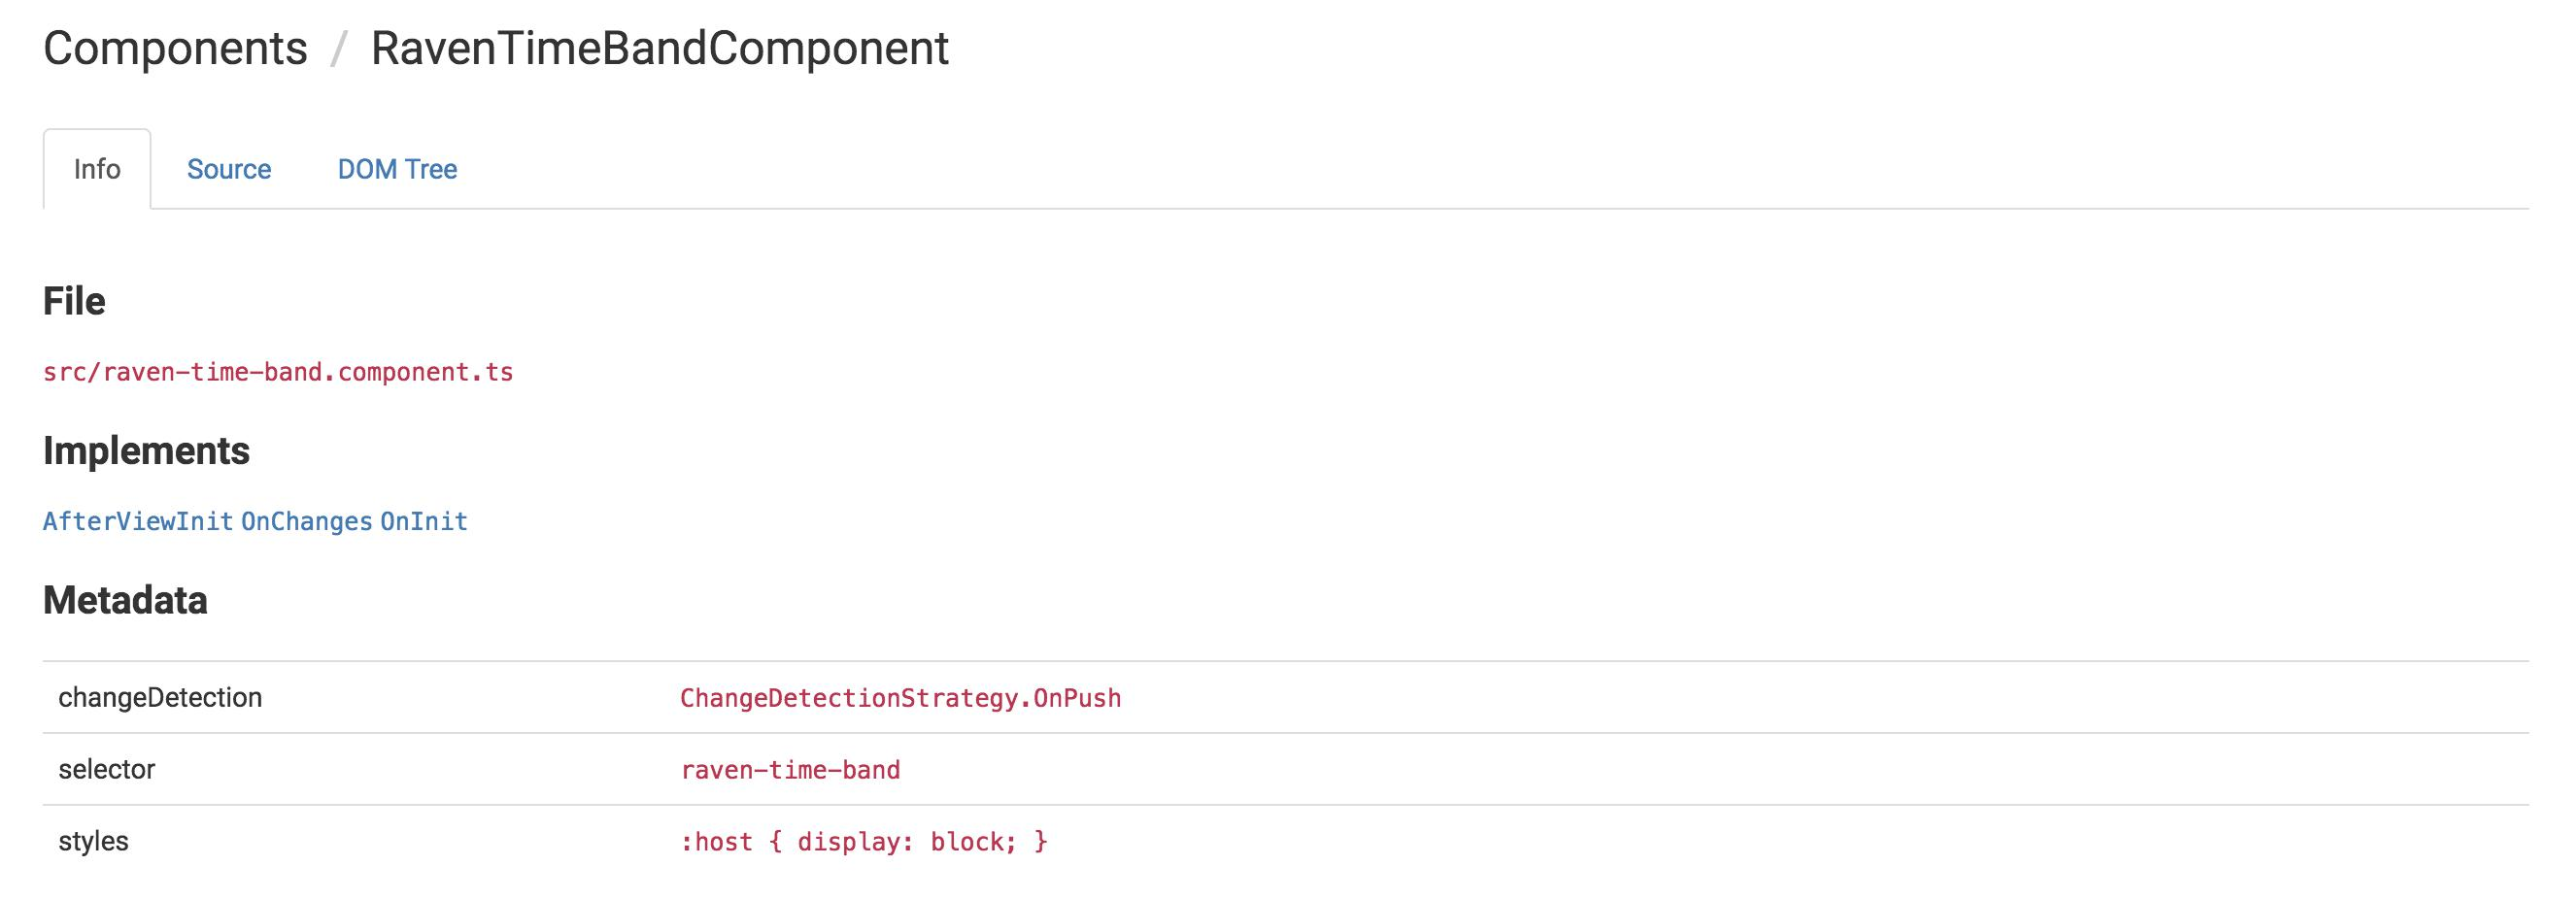 Components / RavenTimeBandComponent
Info Source DOM Tree
File
src/raven-time-band.component.ts
Implements
AfterViewInit OnChanges OnInit
Metadata
changeDetection ChangeDetectionStrategy.OnPush
selector raven-time-band
styles :host { display: block; }